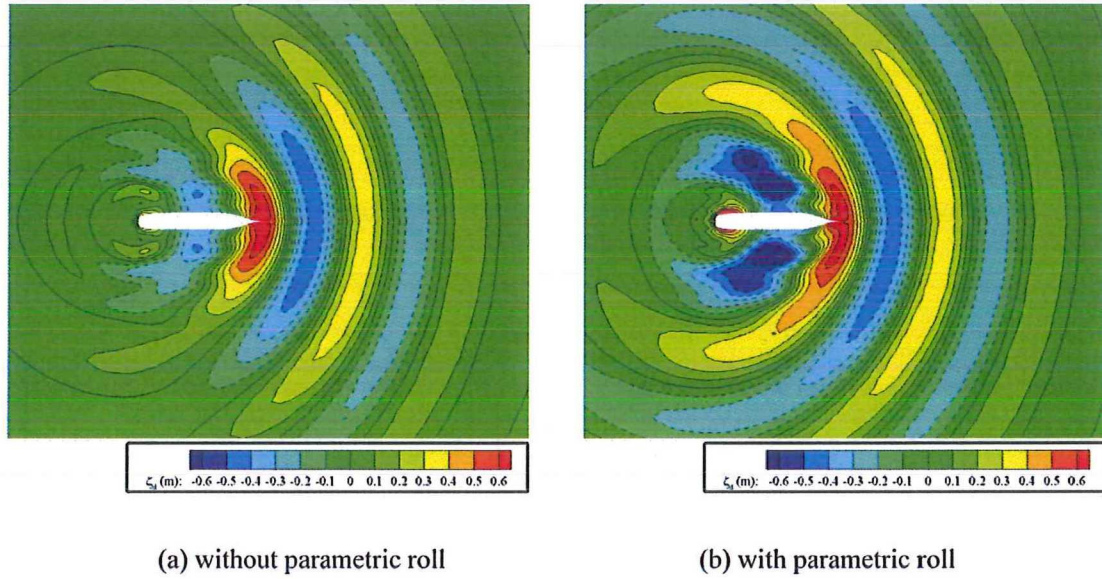 ζd (m): -0.6 -0.5 -0.4 -0.3 -0.2 -0.1 0 0.1 0.2 0.3 0.4 0.5 0.6
ζd (m): -0.6 -0.5 -0.4 -0.3 -0.2 -0.1 0 0.1 0.2 0.3 0.4 0.5 0.6
(a) without parametric roll
(b) with parametric roll